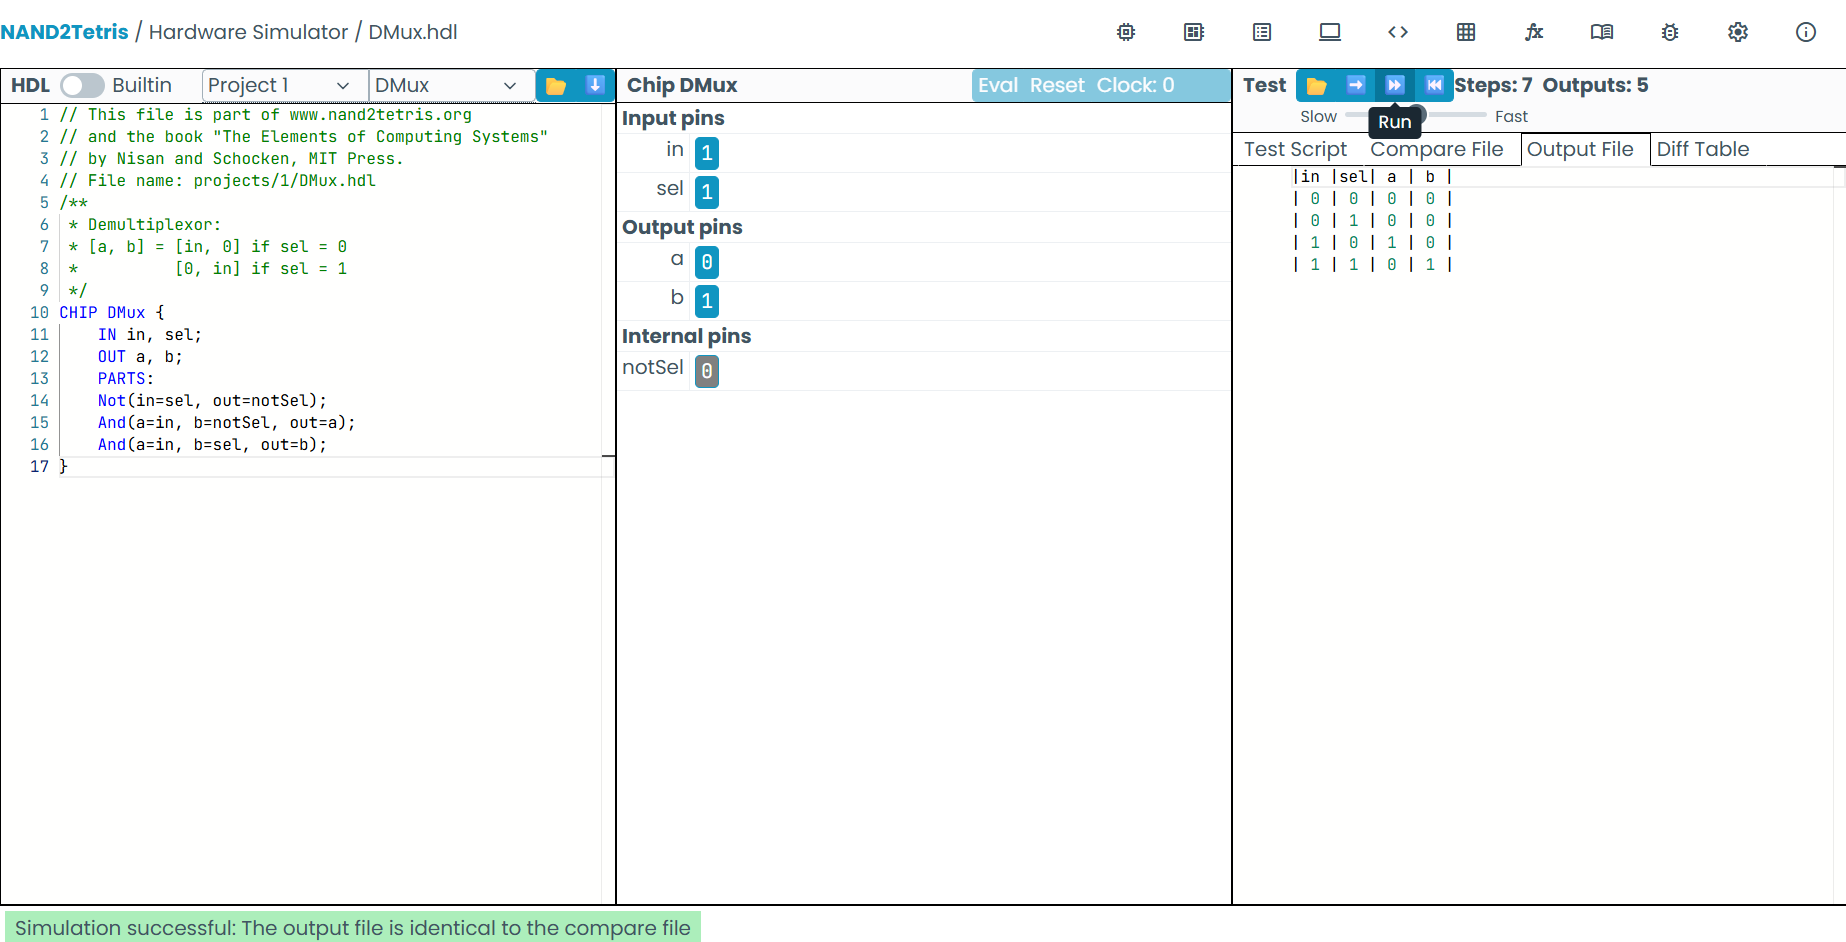 NAND2Tetris / Hardware Simulator / DMux.hdl
HDL Builtin Project 1 DMux
1 // This file is part of www.nand2tetris.org
2 // and the book "The Elements of Computing Systems"
3 // by Nisan and Schocken, MIT Press.
4 // File name: projects/1/DMux.hdl
5 /**
6 * Demultiplexor:
7 * [a, b] = [in, 0] if sel = 0
8 *          [0, in] if sel = 1
9 */
10 CHIP DMux {
11     IN in, sel;
12     OUT a, b;
13     PARTS:
14     Not(in=sel, out=notSel);
15     And(a=in, b=notSel, out=a);
16     And(a=in, b=sel, out=b);
17 }
Chip DMux Eval Reset Clock: 0
Input pins
in 1
sel 1
Output pins
a 0
b 1
Internal pins
notSel 0
Test Steps: 7 Outputs: 5
Slow Fast
Run
Test Script Compare File Output File Diff Table
|in |sel| a | b |
| 0 | 0 | 0 | 0 |
| 0 | 1 | 0 | 0 |
| 1 | 0 | 1 | 0 |
| 1 | 1 | 0 | 1 |
Simulation successful: The output file is identical to the compare file